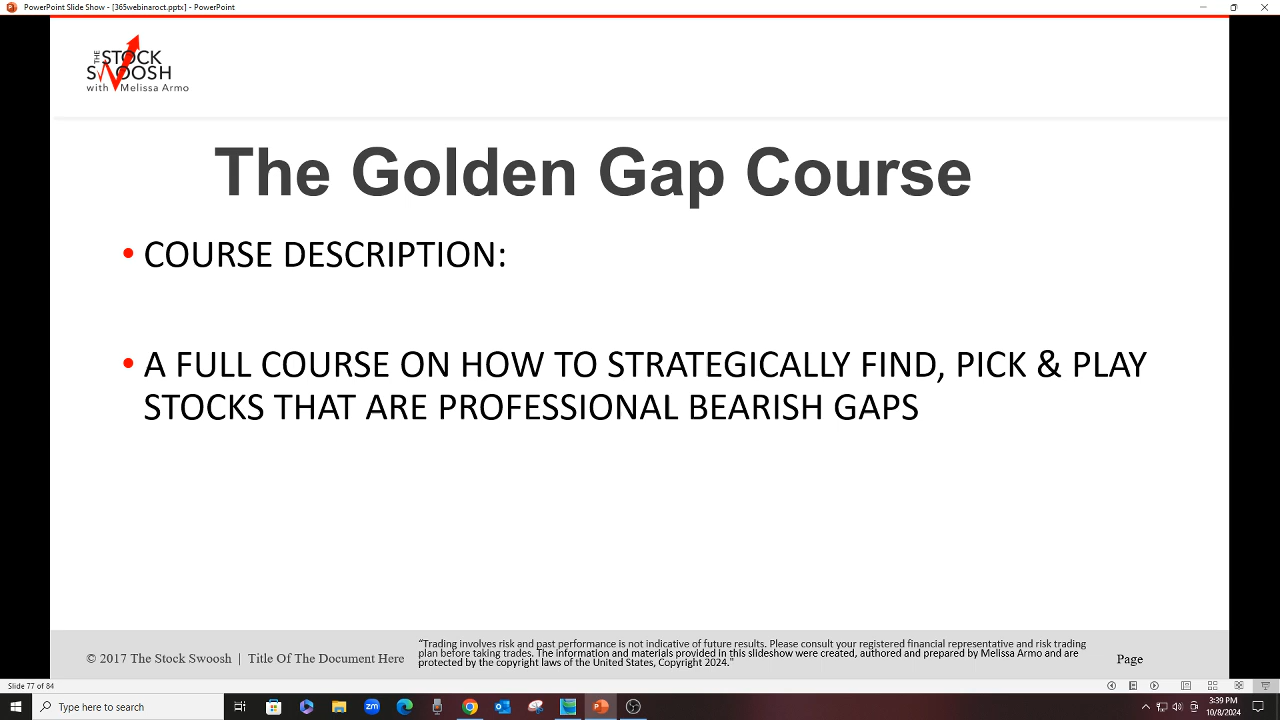 PowerPoint Slide Show - [365webinaroct.pptx] - PowerPoint
THE STOCK
SWOOSH
with Melissa Armo
The Golden Gap Course
• COURSE DESCRIPTION:
• A FULL COURSE ON HOW TO STRATEGICALLY FIND, PICK & PLAY
STOCKS THAT ARE PROFESSIONAL BEARISH GAPS
© 2017 The Stock Swoosh | Title Of The Document Here
“Trading involves risk and past performance is not indicative of future results. Please consult your registered financial representative and risk trading
plan before taking trades. The information and materials provided in this slideshow were created, authored and prepared by Melissa Armo and are
protected by the copyright laws of the United States, Copyright 2024."
Page
Slide 77 of 84
Type here to search
3:39 PM
10/8/2024